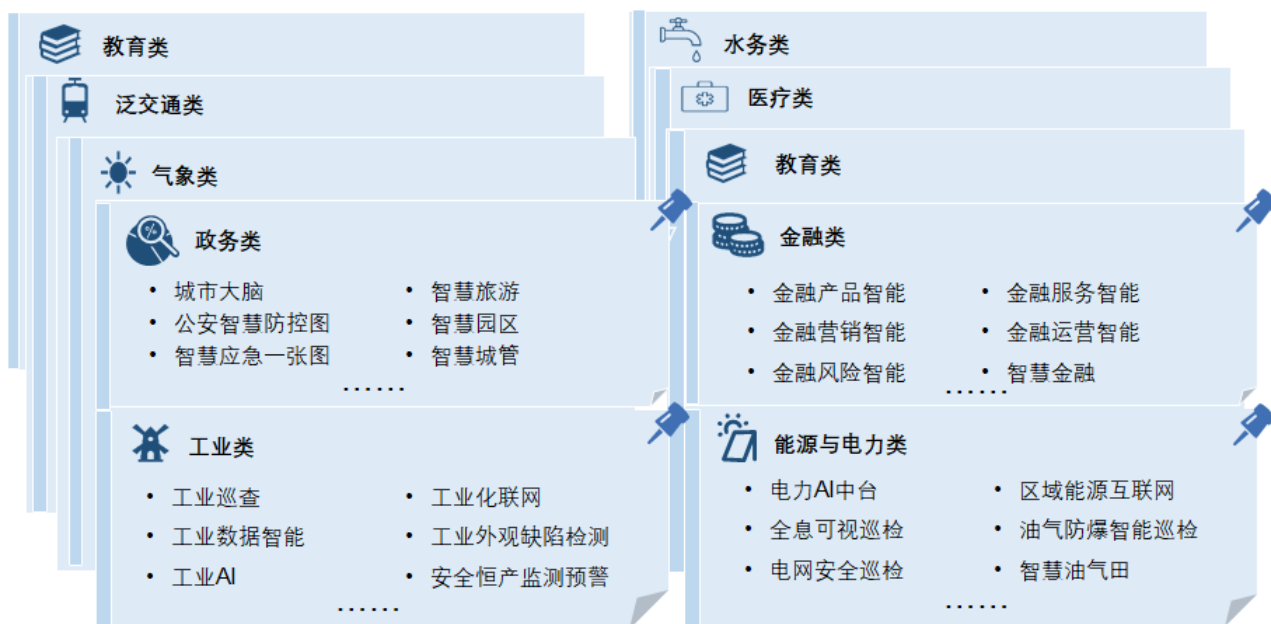 教育类
泛交通类
气象类
政务类
• 城市大脑
• 公安智慧防控图
• 智慧应急一张图
• 智慧旅游
• 智慧园区
• 智慧城管
······
工业类
• 工业巡查
• 工业数据智能
• 工业AI
• 工业化联网
• 工业外观缺陷检测
• 安全恒产监测预警
······
水务类
医疗类
教育类
金融类
• 金融产品智能
• 金融营销智能
• 金融风险智能
• 金融服务智能
• 金融运营智能
• 智慧金融
······
能源与电力类
• 电力AI中台
• 全息可视巡检
• 电网安全巡检
• 区域能源互联网
• 油气防爆智能巡检
• 智慧油气田
······